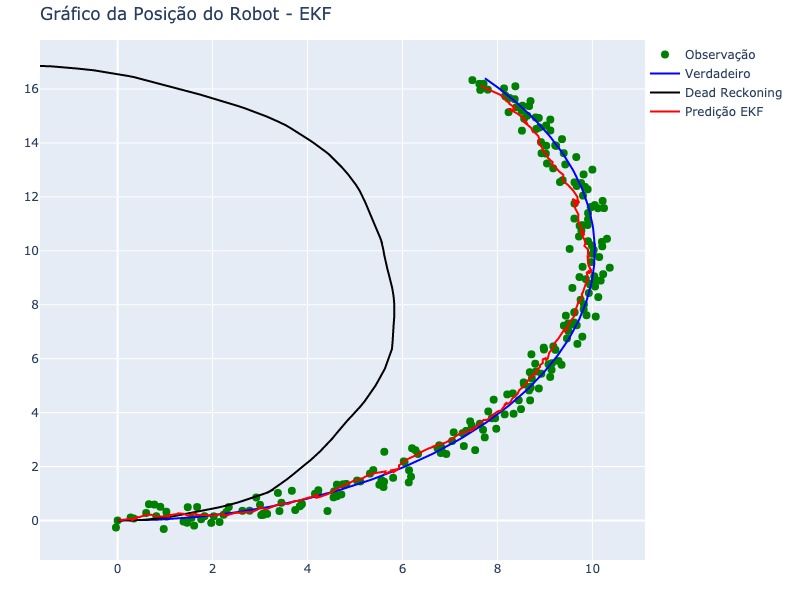 Gráfico da Posição do Robot - EKF
Observação
Verdadeiro
Dead Reckoning
Predição EKF
16
14
12
10
8
6
4
2
0
0 2 4 6 8 10